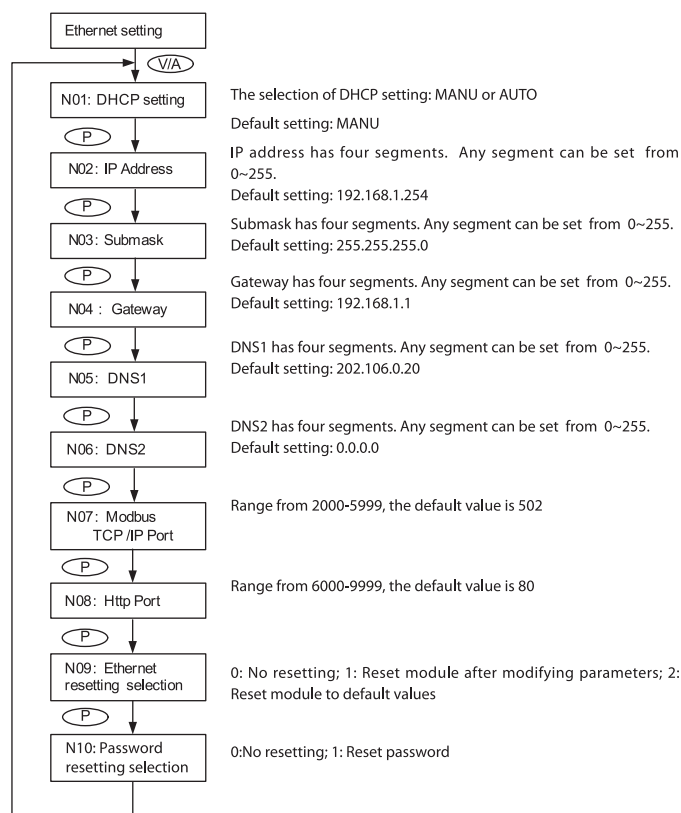 Ethernet setting
V/A
N01: DHCP setting
The selection of DHCP setting: MANU or AUTO
Default setting: MANU
P
N02: IP Address
IP address has four segments. Any segment can be set from
0~255.
Default setting: 192.168.1.254
P
N03: Submask
Submask has four segments. Any segment can be set from 0~255.
Default setting: 255.255.255.0
P
N04 : Gateway
Gateway has four segments. Any segment can be set from 0~255.
Default setting: 192.168.1.1
P
N05: DNS1
DNS1 has four segments. Any segment can be set from 0~255.
Default setting: 202.106.0.20
P
N06: DNS2
DNS2 has four segments. Any segment can be set from 0~255.
Default setting: 0.0.0.0
P
N07: Modbus
TCP /IP Port
Range from 2000-5999, the default value is 502
P
N08: Http Port
Range from 6000-9999, the default value is 80
P
N09: Ethernet
resetting selection
0: No resetting; 1: Reset module after modifying parameters; 2:
Reset module to default values
P
N10: Password
resetting selection
0:No resetting; 1: Reset password